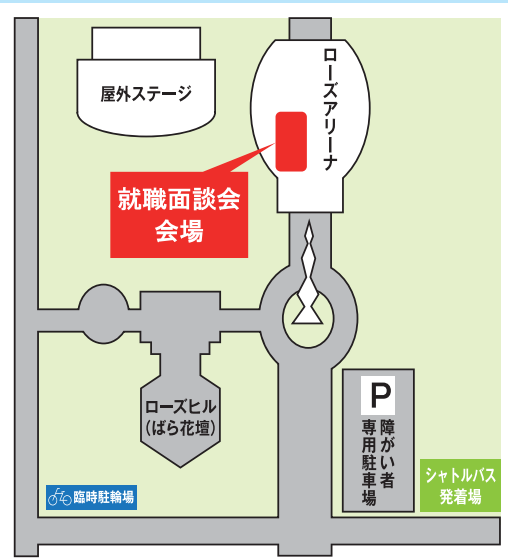 屋外ステージ
ローズアリーナ
就職面談会
会場
ローズヒル
(ばら花壇)
P
障がい者
専用駐車場
シャトルバス
発着場
臨時駐輪場